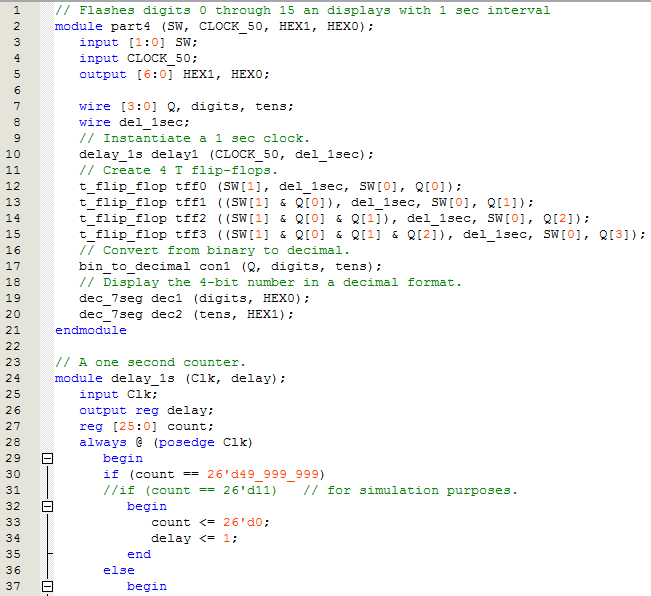 1 // Flashes digits 0 through 15 an displays with 1 sec interval
2 module part4 (SW, CLOCK_50, HEX1, HEX0);
3 input [1:0] SW;
4 input CLOCK_50;
5 output [6:0] HEX1, HEX0;
6
7 wire [3:0] Q, digits, tens;
8 wire del_1sec;
9 // Instantiate a 1 sec clock.
10 delay_1s delay1 (CLOCK_50, del_1sec);
11 // Create 4 T flip-flops.
12 t_flip_flop tff0 (SW[1], del_1sec, SW[0], Q[0]);
13 t_flip_flop tff1 ((SW[1] & Q[0]), del_1sec, SW[0], Q[1]);
14 t_flip_flop tff2 ((SW[1] & Q[0] & Q[1]), del_1sec, SW[0], Q[2]);
15 t_flip_flop tff3 ((SW[1] & Q[0] & Q[1] & Q[2]), del_1sec, SW[0], Q[3]);
16 // Convert from binary to decimal.
17 bin_to_decimal con1 (Q, digits, tens);
18 // Display the 4-bit number in a decimal format.
19 dec_7seg dec1 (digits, HEX0);
20 dec_7seg dec2 (tens, HEX1);
21 endmodule
22
23 // A one second counter.
24 module delay_1s (Clk, delay);
25 input Clk;
26 output reg delay;
27 reg [25:0] count;
28 always @ (posedge Clk)
29 begin
30 if (count == 26'd49_999_999)
31 //if (count == 26'd11) // for simulation purposes.
32 begin
33 count <= 26'd0;
34 delay <= 1;
35 end
36 else
37 begin